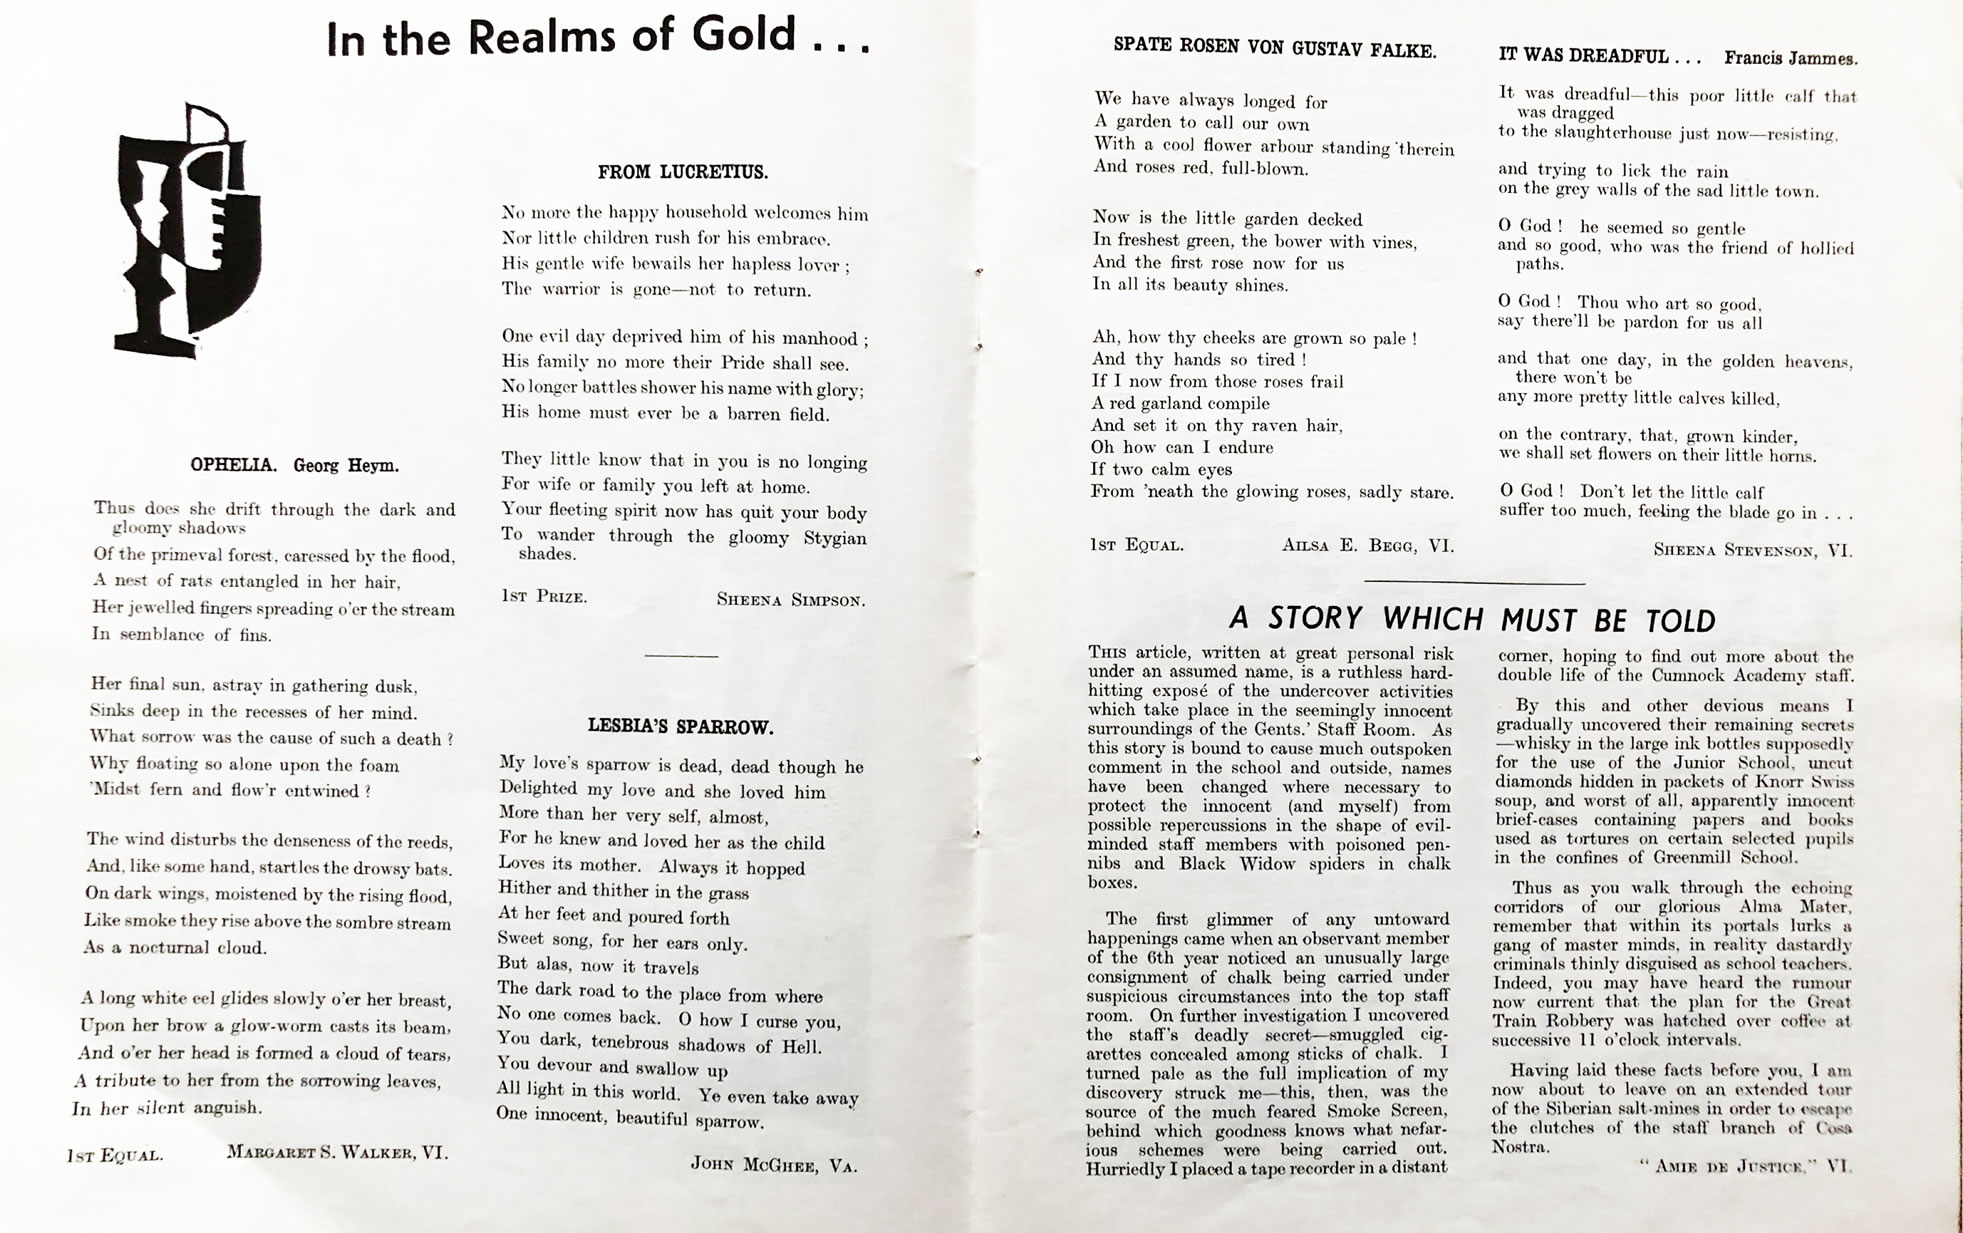 In the Realms of Gold . . .
OPHELIA. Georg Heym.
Thus does she drift through the dark and
gloomy shadows
Of the primeval forest, caressed by the flood,
A nest of rats entangled in her hair,
Her jewelled fingers spreading o'er the stream
In semblance of fins.
Her final sun, astray in gathering dusk,
Sinks deep in the recesses of her mind.
What sorrow was the cause of such a death ?
Why floating so alone upon the foam
'Midst fern and flow'r entwined ?
The wind disturbs the denseness of the reeds,
And, like some hand, startles the drowsy bats.
On dark wings, moistened by the rising flood,
Like smoke they rise above the sombre stream
As a nocturnal cloud.
A long white eel glides slowly o'er her breast,
Upon her brow a glow-worm casts its beam,
And o'er her head is formed a cloud of tears,
A tribute to her from the sorrowing leaves,
In her silent anguish.
1ST EQUAL. MARGARET S. WALKER, VI.
FROM LUCRETIUS.
No more the happy household welcomes him
Nor little children rush for his embrace.
His gentle wife bewails her hapless lover ;
The warrior is gone—not to return.
One evil day deprived him of his manhood ;
His family no more their Pride shall see.
No longer battles shower his name with glory;
His home must ever be a barren field.
They little know that in you is no longing
For wife or family you left at home.
Your fleeting spirit now has quit your body
To wander through the gloomy Stygian
shades.
1ST PRIZE. SHEENA SIMPSON.
LESBIA'S SPARROW.
My love's sparrow is dead, dead though he
Delighted my love and she loved him
More than her very self, almost,
For he knew and loved her as the child
Loves its mother. Always it hopped
Hither and thither in the grass
At her feet and poured forth
Sweet song, for her ears only.
But alas, now it travels
The dark road to the place from where
No one comes back. O how I curse you,
You dark, tenebrous shadows of Hell.
You devour and swallow up
All light in this world. Ye even take away
One innocent, beautiful sparrow.
JOHN MCGHEE, VA.
SPATE ROSEN VON GUSTAV FALKE.
We have always longed for
A garden to call our own
With a cool flower arbour standing 'therein
And roses red, full-blown.
Now is the little garden decked
In freshest green, the bower with vines,
And the first rose now for us
In all its beauty shines.
Ah, how thy cheeks are grown so pale !
And thy hands so tired !
If I now from those roses frail
A red garland compile
And set it on thy raven hair,
Oh how can I endure
If two calm eyes
From 'neath the glowing roses, sadly stare.
1ST EQUAL. AILSA E. BEGG, VI.
IT WAS DREADFUL . . . Francis Jammes.
It was dreadful—this poor little calf that
was dragged
to the slaughterhouse just now—resisting,
and trying to lick the rain
on the grey walls of the sad little town.
O God ! he seemed so gentle
and so good, who was the friend of hollied
paths.
O God ! Thou who art so good,
say there'll be pardon for us all
and that one day, in the golden heavens,
there won't be
any more pretty little calves killed,
on the contrary, that, grown kinder,
we shall set flowers on their little horns.
O God ! Don't let the little calf
suffer too much, feeling the blade go in . . .
SHEENA STEVENSON, VI.
A STORY WHICH MUST BE TOLD
THIS article, written at great personal risk
under an assumed name, is a ruthless hard-
hitting exposé of the undercover activities
which take place in the seemingly innocent
surroundings of the Gents.' Staff Room. As
this story is bound to cause much outspoken
comment in the school and outside, names
have been changed where necessary to
protect the innocent (and myself) from
possible repercussions in the shape of evil-
minded staff members with poisoned pen-
nibs and Black Widow spiders in chalk
boxes.
The first glimmer of any untoward
happenings came when an observant member
of the 6th year noticed an unusually large
consignment of chalk being carried under
suspicious circumstances into the top staff
room. On further investigation I uncovered
the staff's deadly secret—smuggled cig-
arettes concealed among sticks of chalk. I
turned pale as the full implication of my
discovery struck me—this, then, was the
source of the much feared Smoke Screen,
behind which goodness knows what nefar-
ious schemes were being carried out.
Hurriedly I placed a tape recorder in a distant
corner, hoping to find out more about the
double life of the Cumnock Academy staff.
By this and other devious means I
gradually uncovered their remaining secrets
—whisky in the large ink bottles supposedly
for the use of the Junior School, uncut
diamonds hidden in packets of Knorr Swiss
soup, and worst of all, apparently innocent
brief-cases containing papers and books
used as tortures on certain selected pupils
in the confines of Greenmill School.
Thus as you walk through the echoing
corridors of our glorious Alma Mater,
remember that within its portals lurks a
gang of master minds, in reality dastardly
criminals thinly disguised as school teachers.
Indeed, you may have heard the rumour
now current that the plan for the Great
Train Robbery was hatched over coffee at
successive 11 o'clock intervals.
Having laid these facts before you, I am
now about to leave on an extended tour
of the Siberian salt-mines in order to escape
the clutches of the staff branch of Cosa
Nostra.
" AMIE DE JUSTICE," VI.